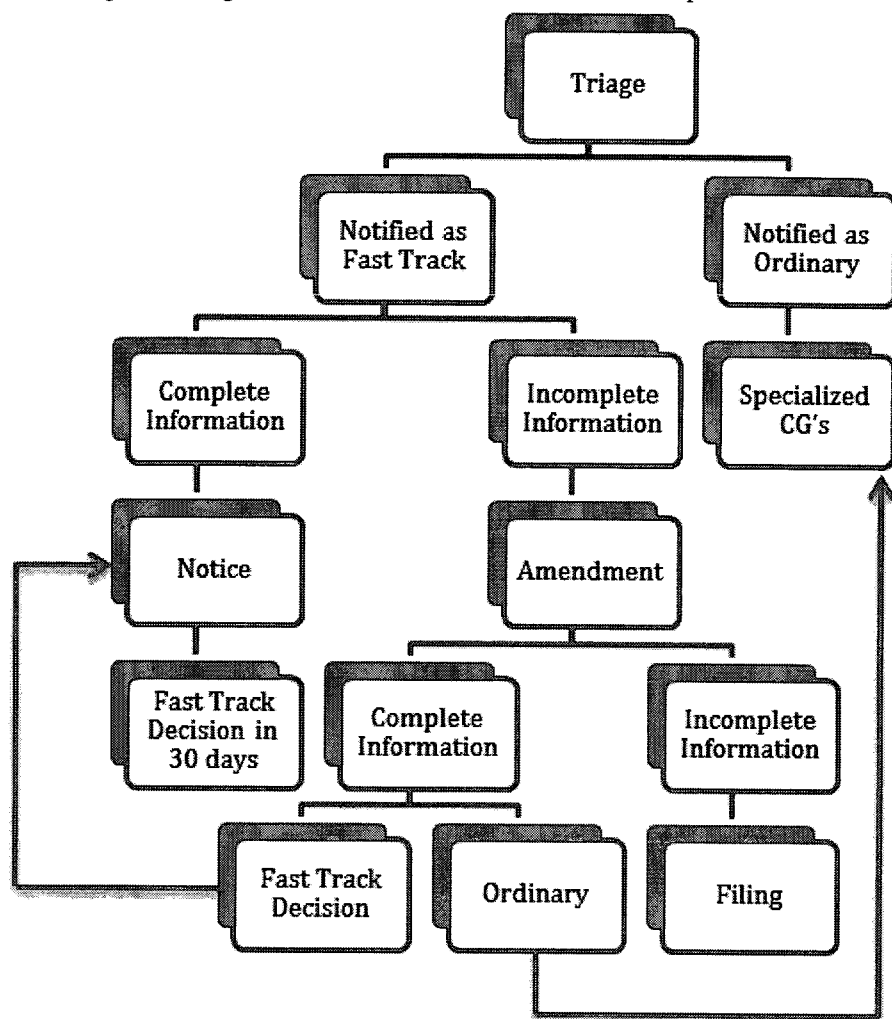 Triage
Notified as
Fast Track
Notified as
Ordinary
Complete
Information
Incomplete
Information
Specialized
CG's
Notice
Amendment
Fast Track
Decision in
30 days
Complete
Information
Incomplete
Information
Fast Track
Decision
Ordinary
Filing